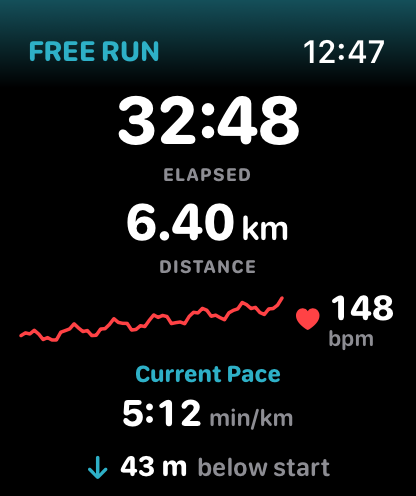 FREE RUN 12:47
32:48
ELAPSED
6.40 km
DISTANCE
148
bpm
Current Pace
5:12 min/km
43 m below start